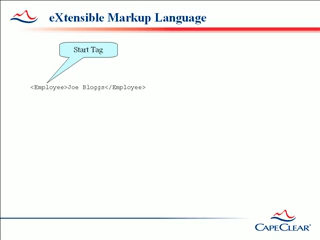 eXtensible Markup Language
Start Tag
<Employee>Joe Bloggs</Employee>
CAPECLEAR